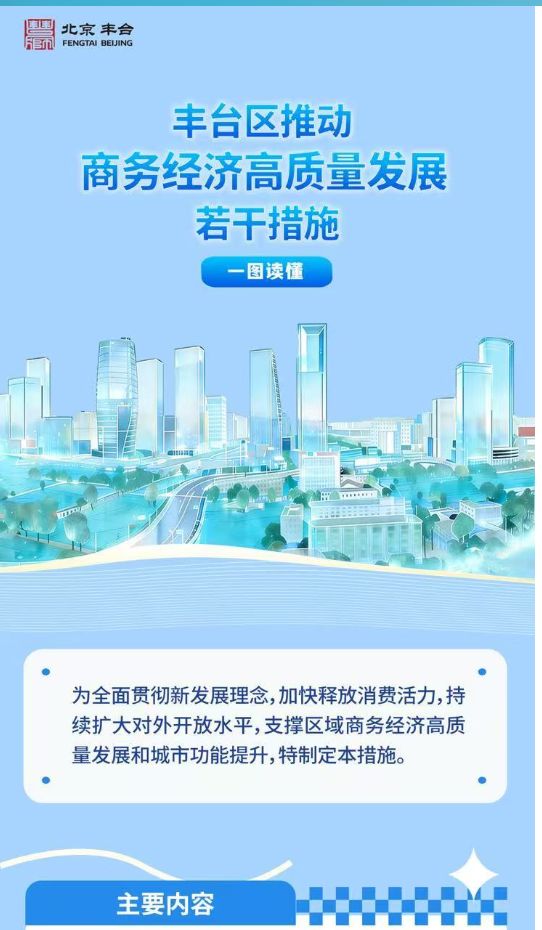 北京 丰台
FENGTAI BEIJING
丰台区推动
商务经济高质量发展
若干措施
一图读懂
为全面贯彻新发展理念,加快释放消费活力,持
续扩大对外开放水平,支撑区域商务经济高质
量发展和城市功能提升,特制定本措施。
主要内容